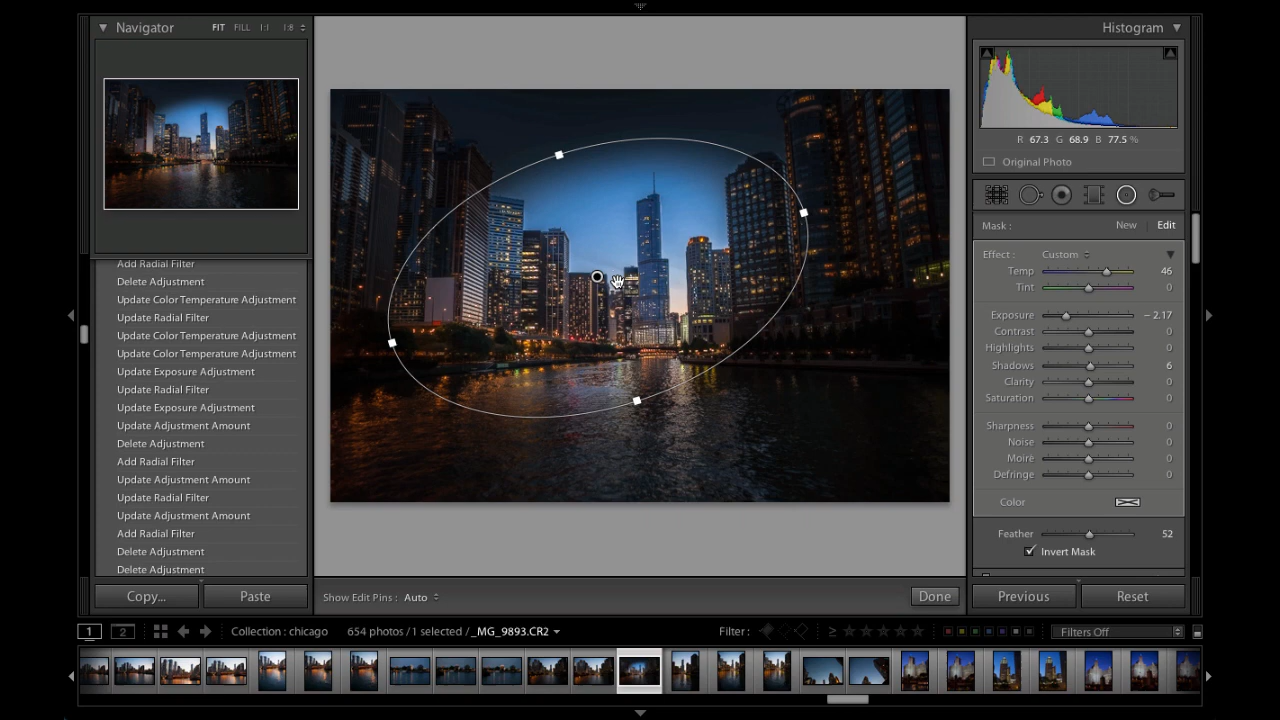 Navigator FIT FILL 1:1 1:8
Histogram
R 67.3 G 68.9 B 77.5 %
Original Photo
Mask : New Edit
Effect : Custom
Temp 46
Tint 0
Exposure – 2.17
Contrast 0
Highlights 0
Shadows 6
Clarity 0
Saturation 0
Sharpness 0
Noise 0
Moiré 0
Defringe 0
Color
Feather 52
Invert Mask
Add Radial Filter
Delete Adjustment
Update Color Temperature Adjustment
Update Radial Filter
Update Color Temperature Adjustment
Update Color Temperature Adjustment
Update Exposure Adjustment
Update Radial Filter
Update Exposure Adjustment
Update Adjustment Amount
Delete Adjustment
Add Radial Filter
Update Adjustment Amount
Update Radial Filter
Update Adjustment Amount
Add Radial Filter
Delete Adjustment
Delete Adjustment
Copy... Paste
Show Edit Pins : Auto
Done
Previous Reset
1 2 Collection : chicago 654 photos / 1 selected / _MG_9893.CR2 Filter : ≥ Filters Off